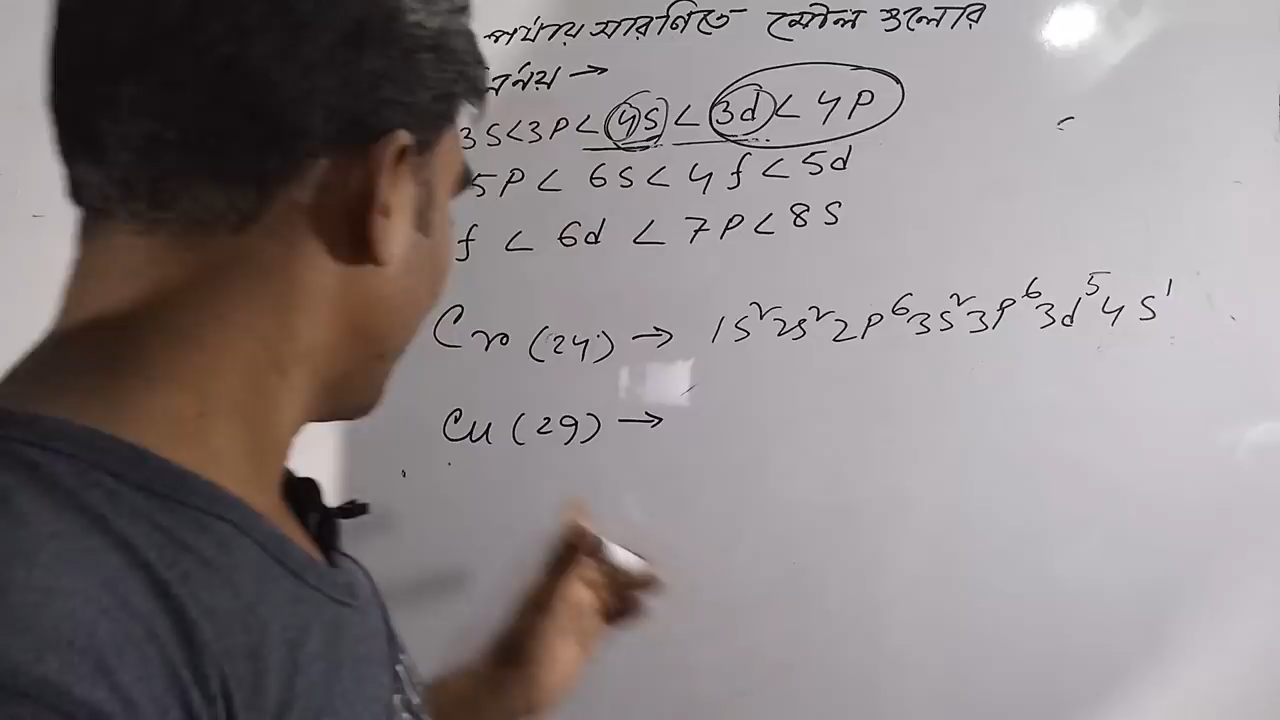 পর্যায় সারণিতে মৌল গুলোর
র্নয় →
3S<3P<4S<3d<4P
5P < 6S < 4f < 5d
f < 6d < 7P < 8S
Cr (24) → 1S²2S²2P⁶3S²3P⁶3d⁵4S¹
Cu (29) →